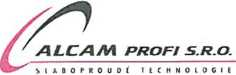 ALCAM PROFI S.R.O.
SLABOPROUDÉ TECHNOLOGIE